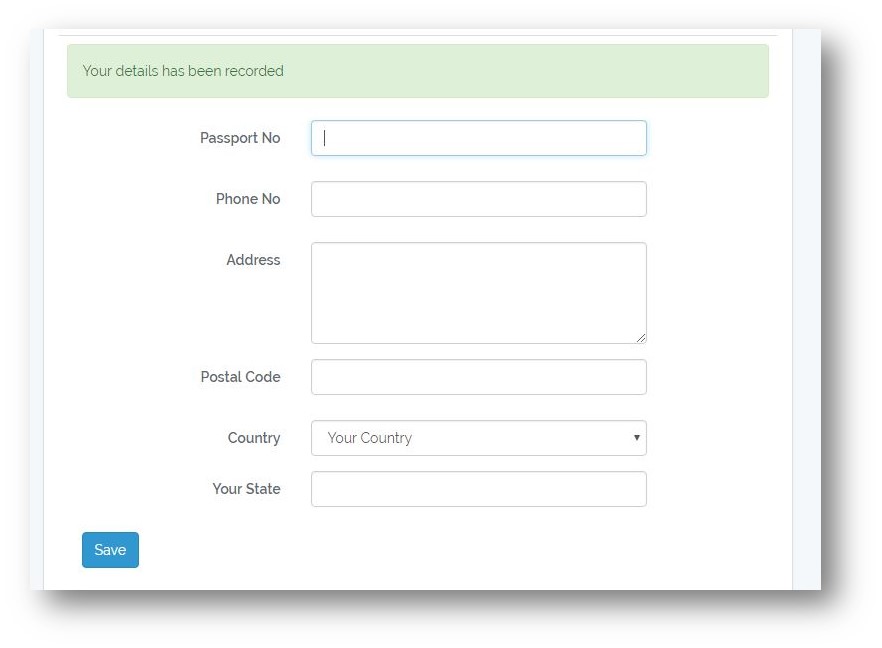 Your details has been recorded
Passport No
Phone No
Address
Postal Code
Country
Your Country
Your State
Save